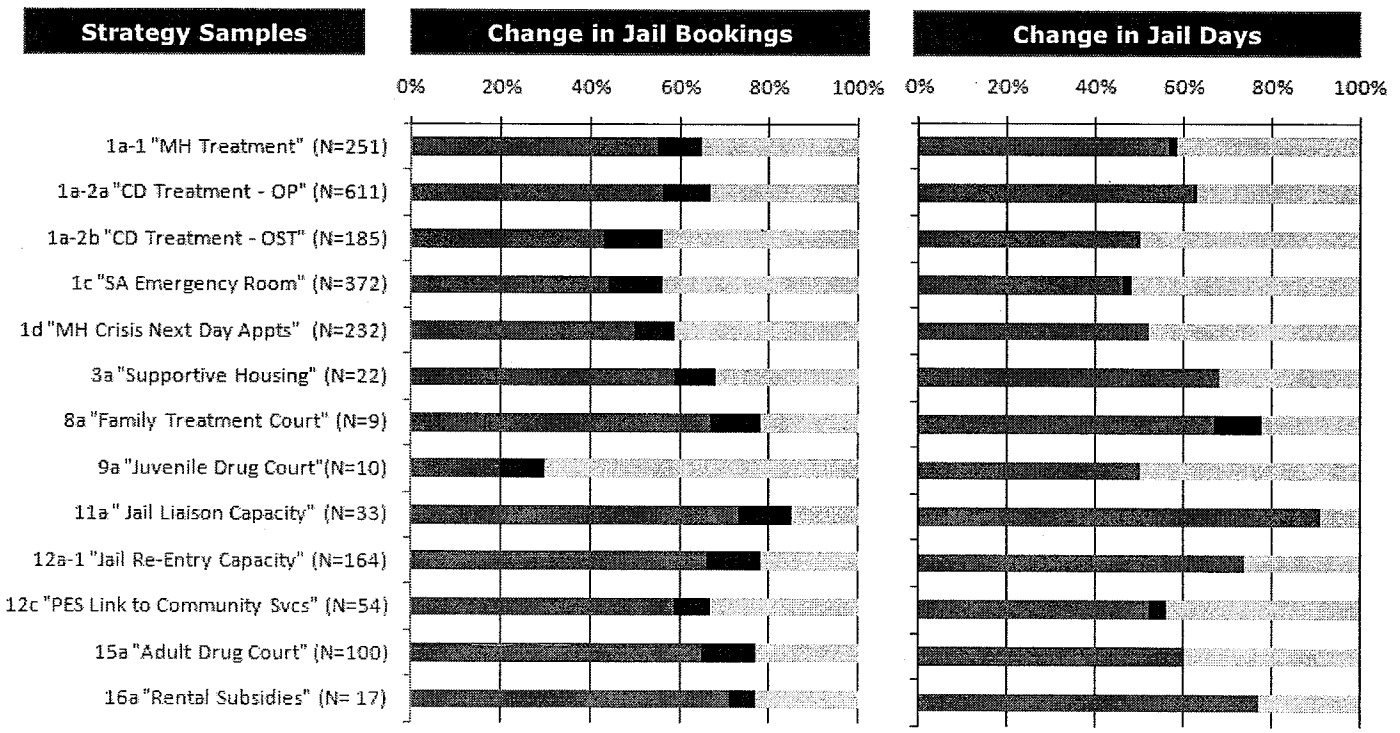 Strategy Samples
Change in Jail Bookings
Change in Jail Days
0% 20% 40% 60% 80% 100%
0% 20% 40% 60% 80% 100%
1a-1 "MH Treatment" (N=251)
1a-2a "CD Treatment - OP" (N=611)
1a-2b "CD Treatment - OST" (N=185)
1c "SA Emergency Room" (N=372)
1d "MH Crisis Next Day Appts" (N=232)
3a "Supportive Housing" (N=22)
8a "Family Treatment Court" (N=9)
9a "Juvenile Drug Court"(N=10)
11a " Jail Liaison Capacity" (N=33)
12a-1 "Jail Re-Entry Capacity" (N=164)
12c "PES Link to Community Svcs" (N=54)
15a "Adult Drug Court" (N=100)
16a "Rental Subsidies" (N= 17)